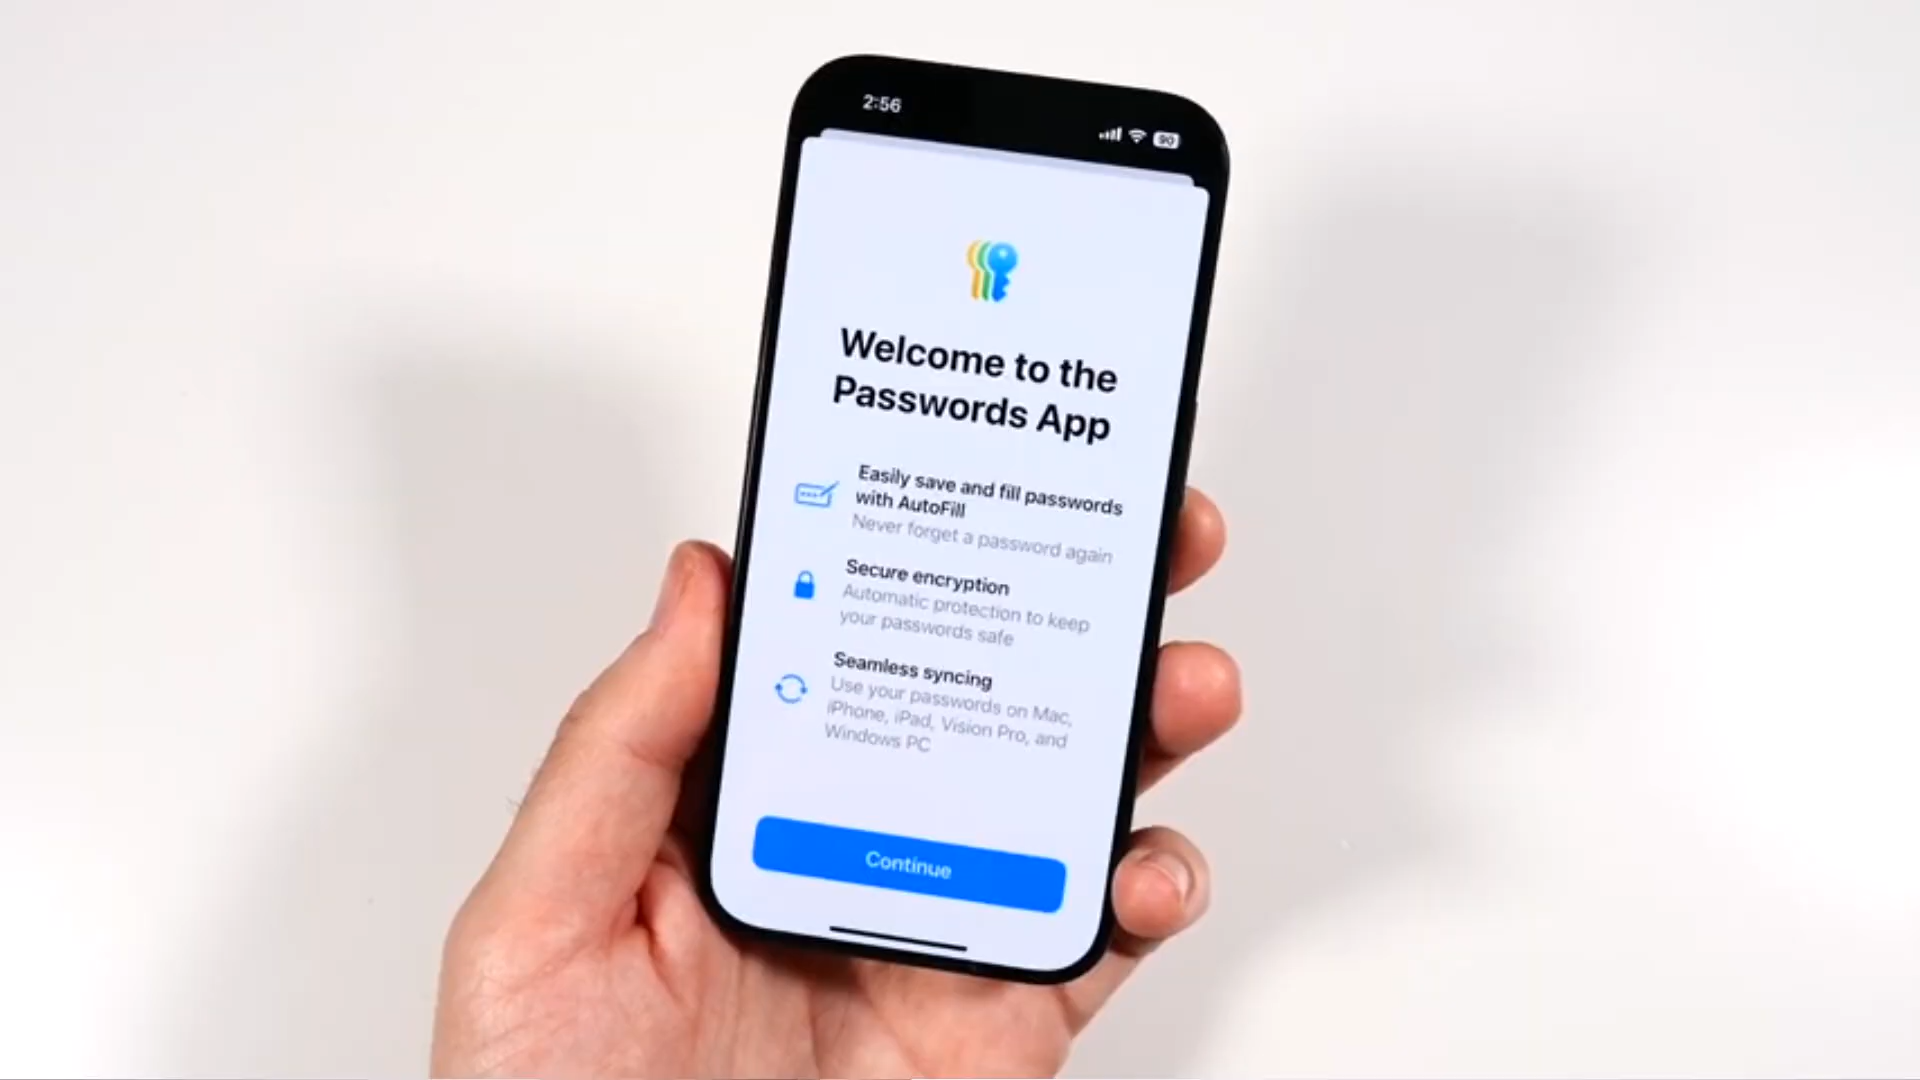 2:56
90
Welcome to the
Passwords App
Easily save and fill passwords
with AutoFill
Never forget a password again
Secure encryption
Automatic protection to keep
your passwords safe
Seamless syncing
Use your passwords on Mac,
iPhone, iPad, Vision Pro, and
Windows PC
Continue